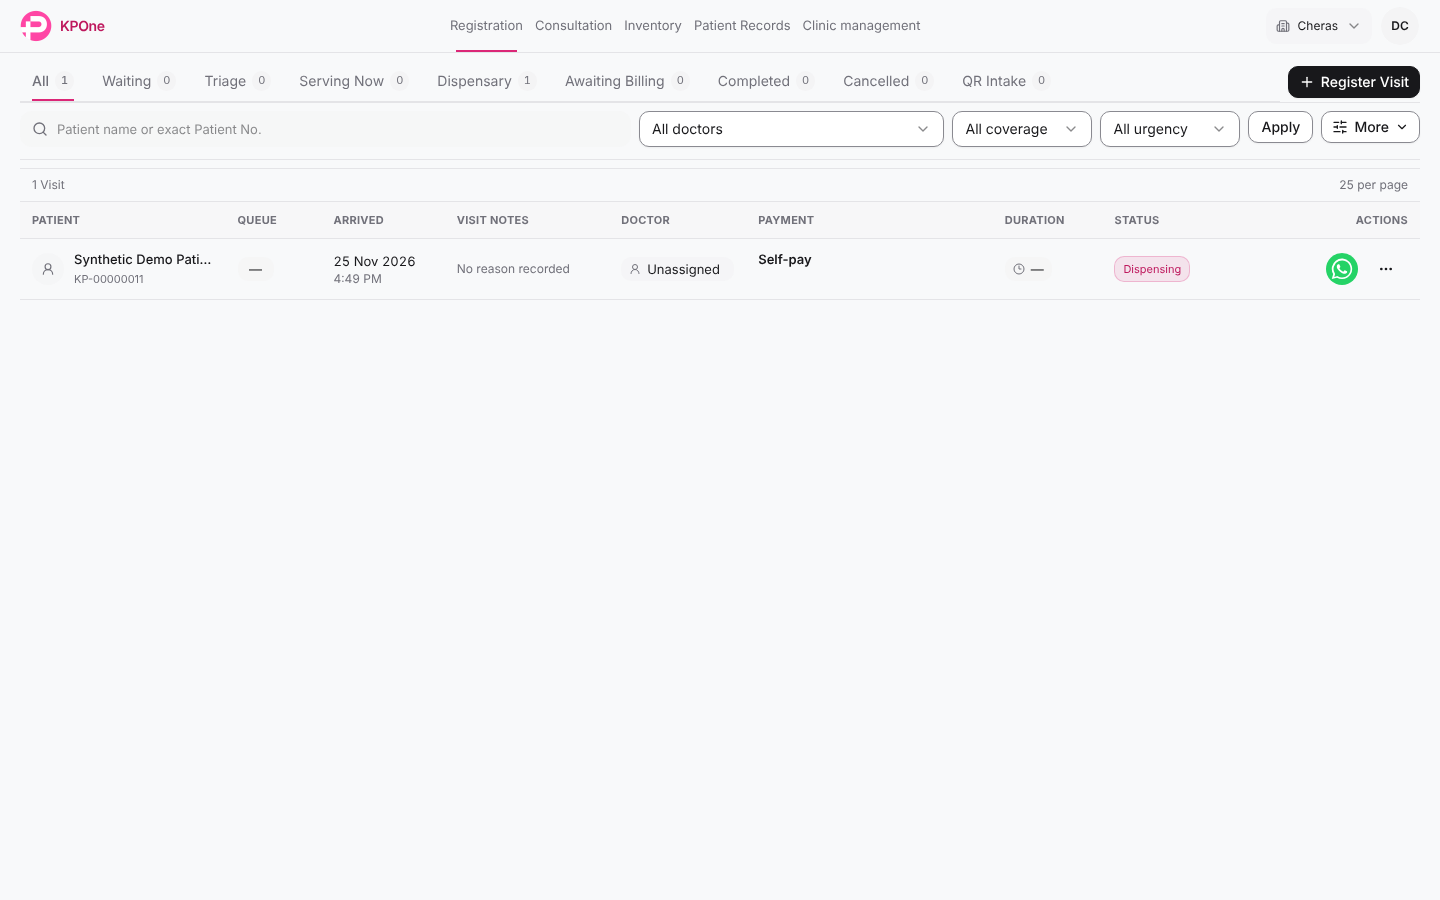 KPOne
Registration Consultation Inventory Patient Records Clinic management
Cheras
DC
All 1 Waiting 0 Triage 0 Serving Now 0 Dispensary 1 Awaiting Billing 0 Completed 0 Cancelled 0 QR Intake 0
+ Register Visit
Patient name or exact Patient No.
All doctors
All coverage
All urgency
Apply
More
1 Visit
25 per page
PATIENT QUEUE ARRIVED VISIT NOTES DOCTOR PAYMENT DURATION STATUS ACTIONS
Synthetic Demo Pati...
KP-00000011
—
25 Nov 2026
4:49 PM
No reason recorded
Unassigned
Self-pay
—
Dispensing